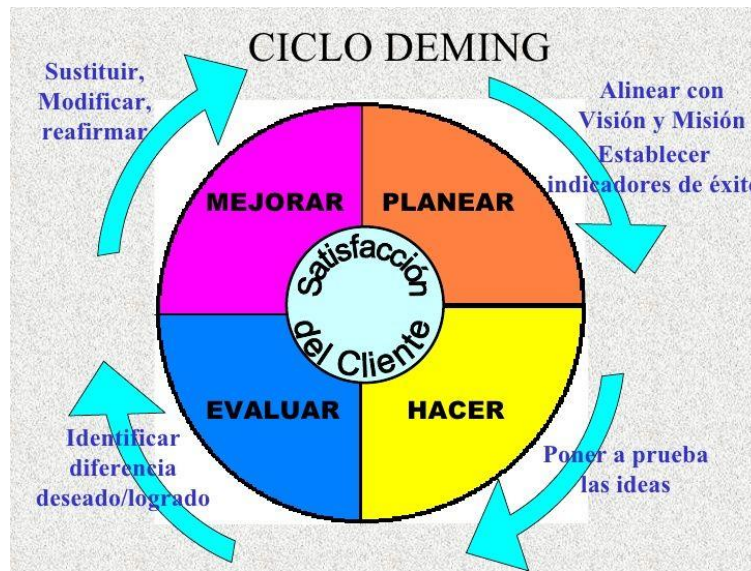 CICLO DEMING
Sustituir,
Modificar,
reafirmar
Alinear con
Visión y Misión
Establecer
indicadores de éxito
MEJORAR
PLANEAR
Satisfacción
del Cliente
EVALUAR
HACER
Identificar
diferencia
deseado/logrado
Poner a prueba
las ideas